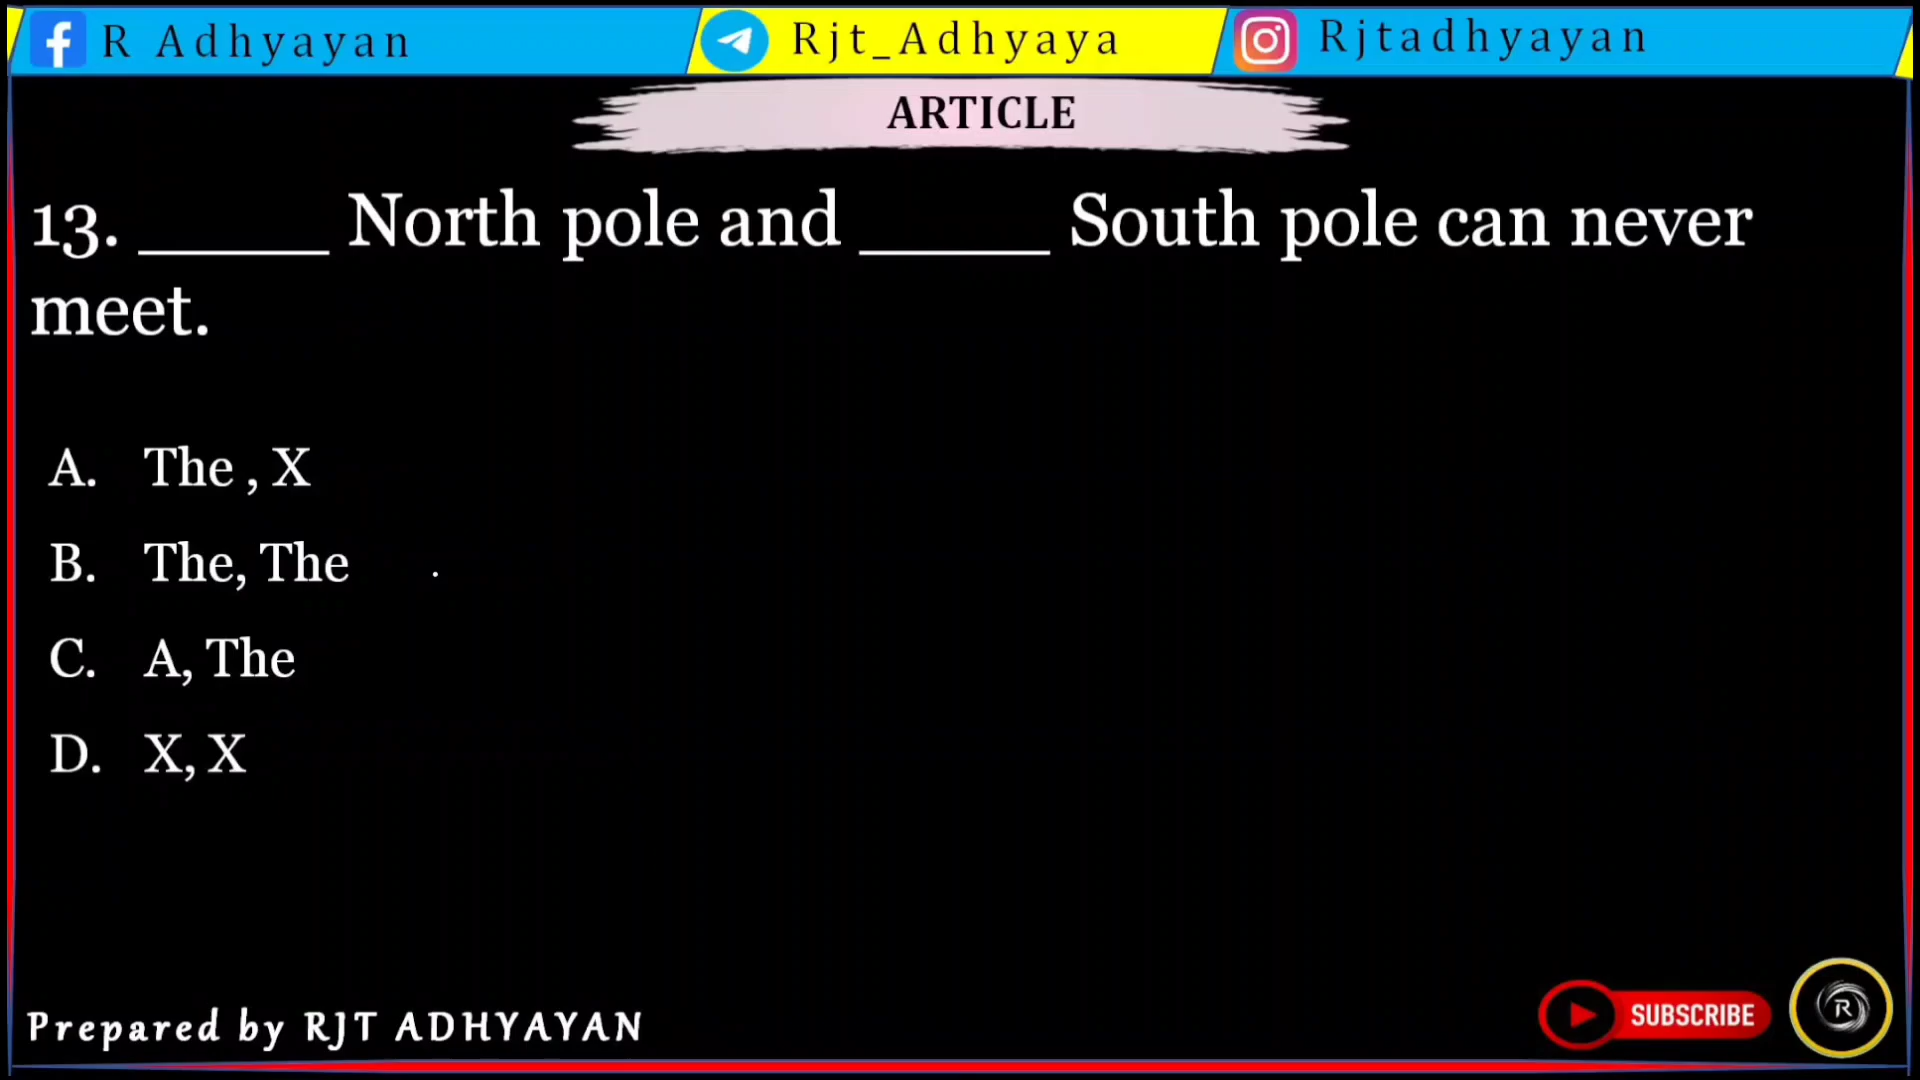 R Adhyayan
Rjt_Adhyaya
Rjtadhyayan
ARTICLE
13. _____ North pole and _____ South pole can never
meet.
A. The , X
B. The, The
C. A, The
D. X, X
Prepared by RJT ADHYAYAN
SUBSCRIBE
R